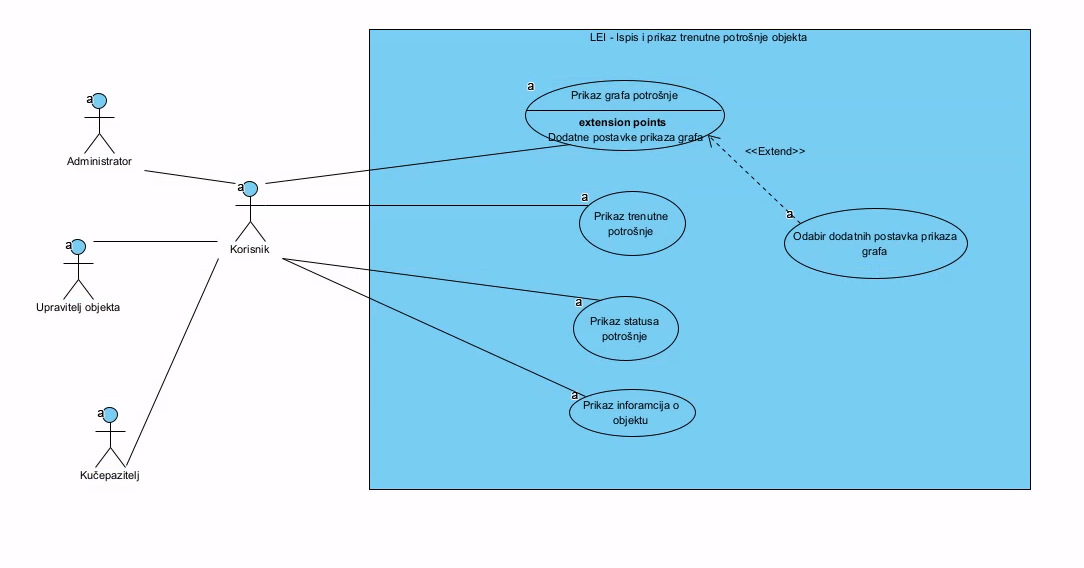 LEI - Ispis i prikaz trenutne potrošnje objekta
a
Administrator
a
Upravitelj objekta
a
Kučepazitelj
a
Korisnik
a
Prikaz grafa potrošnje
extension points
Dodatne postavke prikaza grafa
<<Extend>>
a
Prikaz trenutne
potrošnje
a
Odabir dodatnih postavka prikaza
grafa
a
Prikaz statusa
potrošnje
a
Prikaz inforamcija o
objektu